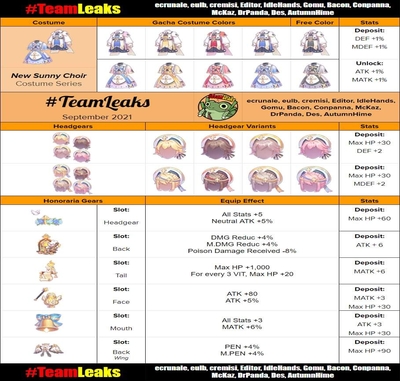 #TeamLeaks
ecrunale, eulb, cremisi, Editor, IdleHands, Gomu, Bacon, Conpanna,
McKaz, DrPanda, Des, AutumnHime
Costume
Gacha Costume Colors
Free Color
Stats
New Sunny Choir
Costume Series
Deposit:
DEF +1%
MDEF +1%
Unlock:
ATK +1%
MATK +1%
#TeamLeaks
September 2021
ecrunale, eulb, cremisi, Editor, IdleHands,
Gomu, Bacon, Conpanna, McKaz,
DrPanda, Des, AutumnHime
Headgears
Headgear Variants
Stats
Deposit:
Max HP +30
DEF +2
Deposit:
Max HP +30
MDEF +2
Honoraria Gears
Equip Effect
Stats
Slot:
Headgear
All Stats +5
Neutral ATK +5%
Deposit:
Max HP +60
Slot:
Back
DMG Reduc +4%
M.DMG Reduc +4%
Poison Damage Received -8%
Deposit:
ATK + 6
Slot:
Tail
Max HP +1,000
For every 3 VIT, Max HP +20
Deposit:
MATK +6
Slot:
Face
ATK +80
ATK +5%
Deposit:
MATK +3
Max HP +30
Slot:
Mouth
All Stats +3
MATK +6%
Deposit:
ATK +3
Max HP +30
Slot:
Back
Wing
PEN +4%
M.PEN +4%
Deposit:
Max HP +90
#TeamLeaks
ecrunale, eulb, cremisi, Editor, IdleHands, Gomu, Bacon, Conpanna,
McKaz, DrPanda, Des, AutumnHime